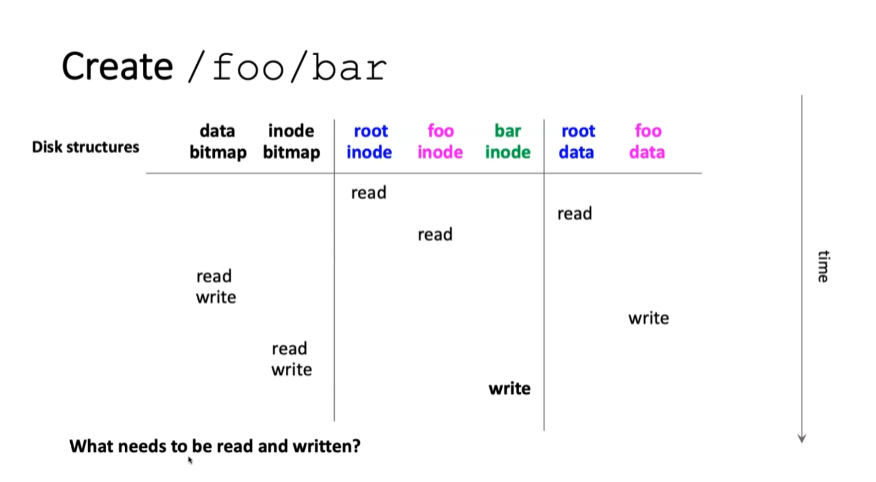 Create /foo/bar
Disk structures
data bitmap
inode bitmap
root inode
foo inode
bar inode
root data
foo data
read
read
read
read
write
write
read
write
write
time
What needs to be read and written?